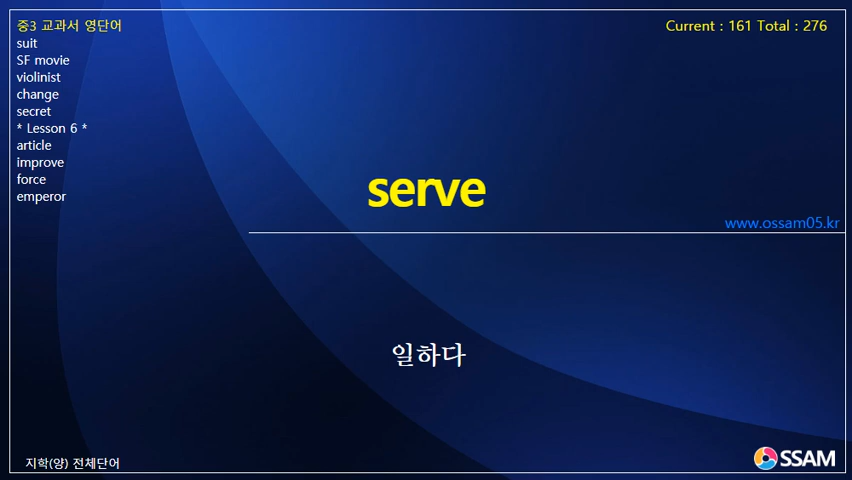 중3 교과서 영단어
Current : 161 Total : 276
suit
SF movie
violinist
change
secret
* Lesson 6 *
article
improve
force
emperor
serve
www.ossam05.kr
일하다
지학(양) 전체단어
OSSAM